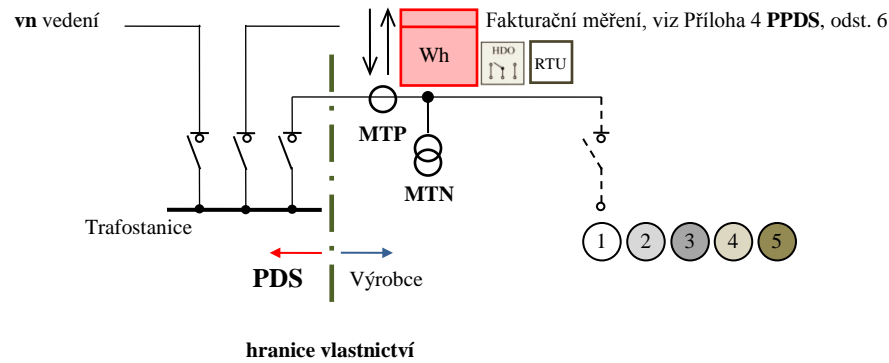 vn vedení
Fakturační měření, viz Příloha 4 PPDS, odst. 6
Wh
HDO
RTU
MTP
MTN
Trafostanice
1 2 3 4 5
PDS
Výrobce
hranice vlastnictví